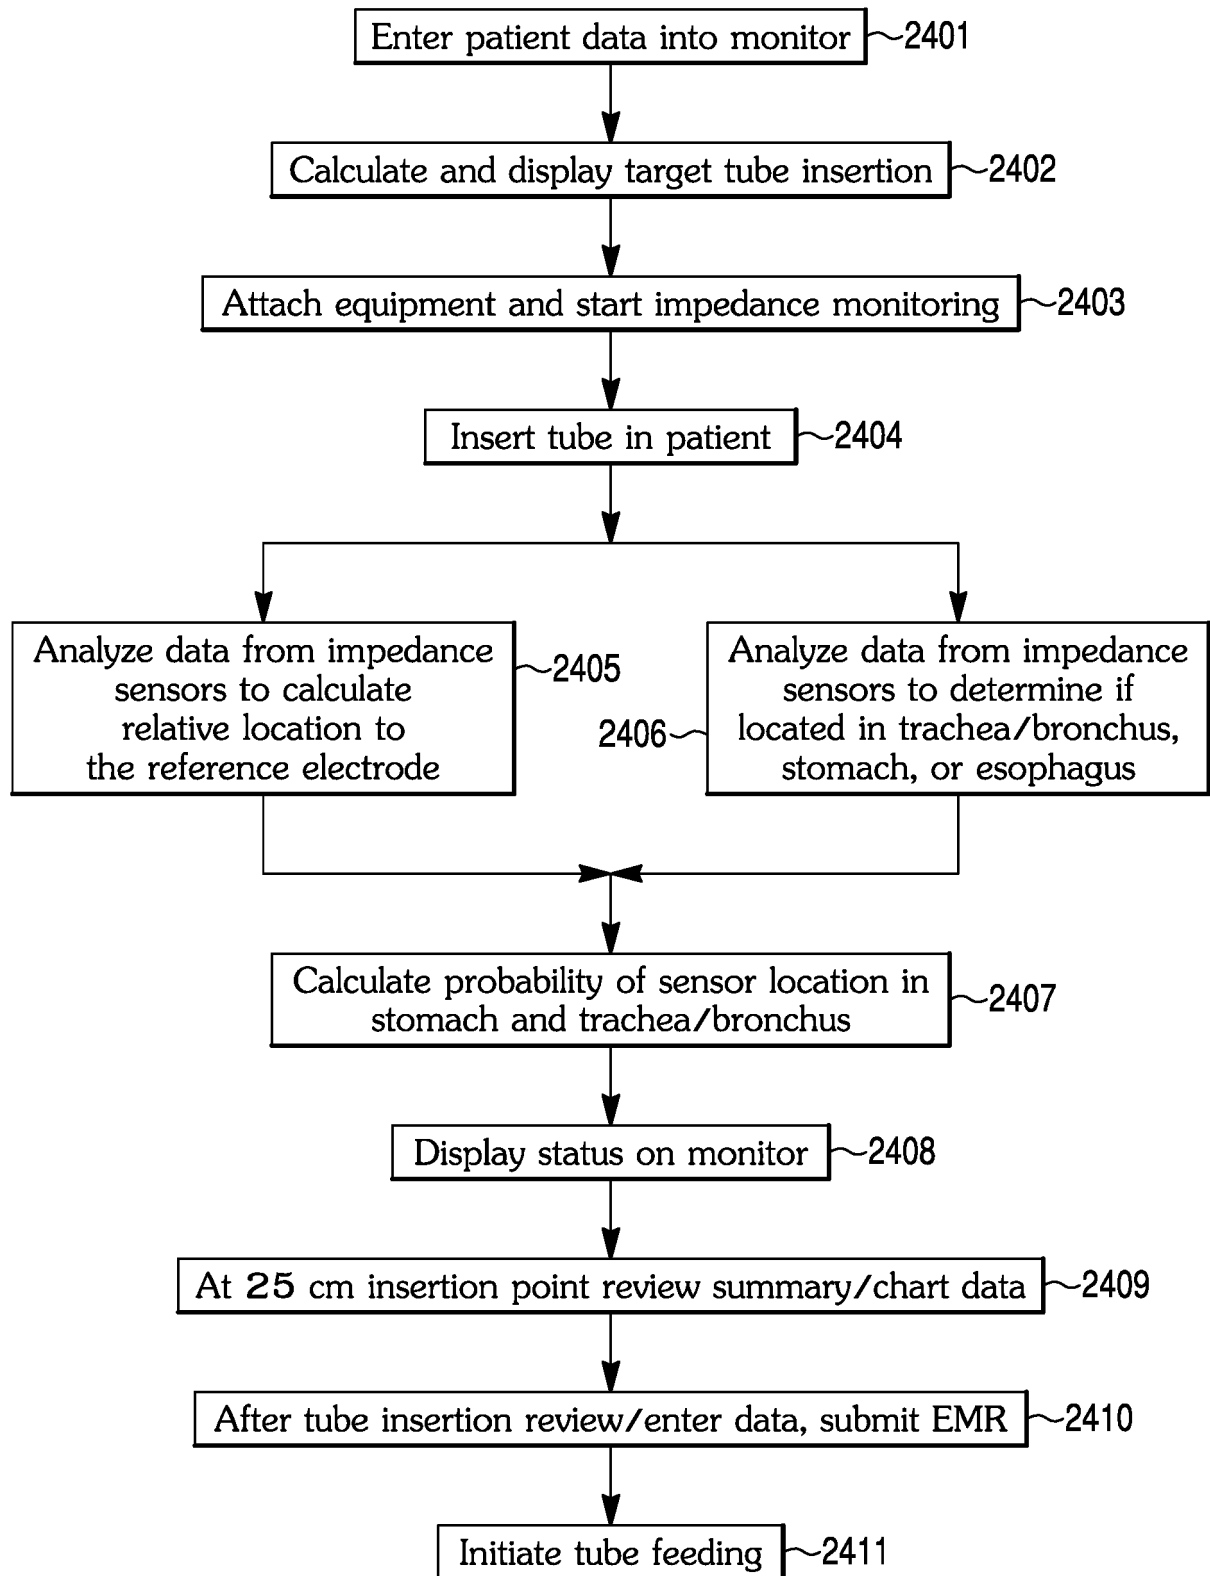 Enter patient data into monitor 2401
Calculate and display target tube insertion 2402
Attach equipment and start impedance monitoring 2403
Insert tube in patient 2404
Analyze data from impedance
sensors to calculate
relative location to
the reference electrode
2405
Analyze data from impedance
sensors to determine if
located in trachea/bronchus,
stomach, or esophagus
2406
Calculate probability of sensor location in
stomach and trachea/bronchus
2407
Display status on monitor 2408
At 25 cm insertion point review summary/chart data 2409
After tube insertion review/enter data, submit EMR 2410
Initiate tube feeding 2411